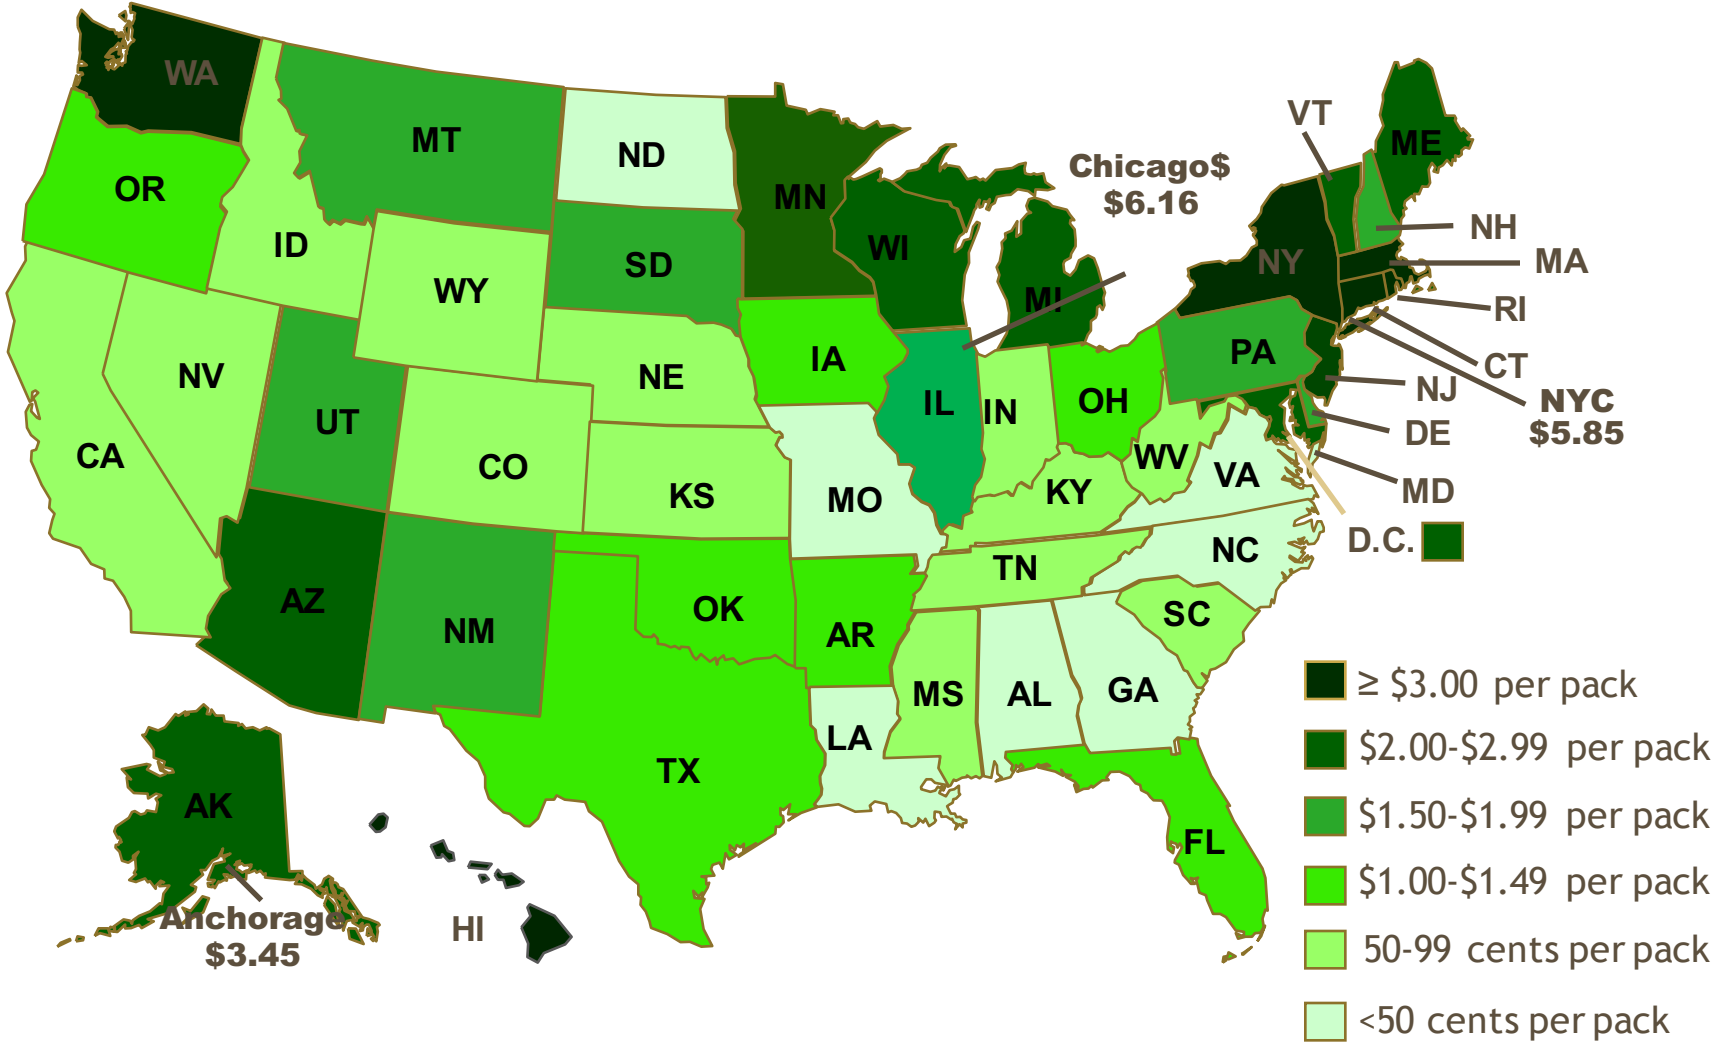 WA
MT
ND
MN
VT
ME
OR
Chicago$
$6.16
ID
SD
WI
NH
NY
MA
WY
MI
RI
NV
NE
IA
PA
CT
NJ
NYC
$5.85
UT
IL
IN
OH
DE
CA
CO
KS
MO
WV
VA
KY
MD
D.C.
NC
TN
AZ
NM
OK
AR
SC
MS
AL
GA
LA
TX
FL
AK
HI
Anchorage
$3.45
≥ $3.00 per pack
$2.00-$2.99 per pack
$1.50-$1.99 per pack
$1.00-$1.49 per pack
50-99 cents per pack
<50 cents per pack